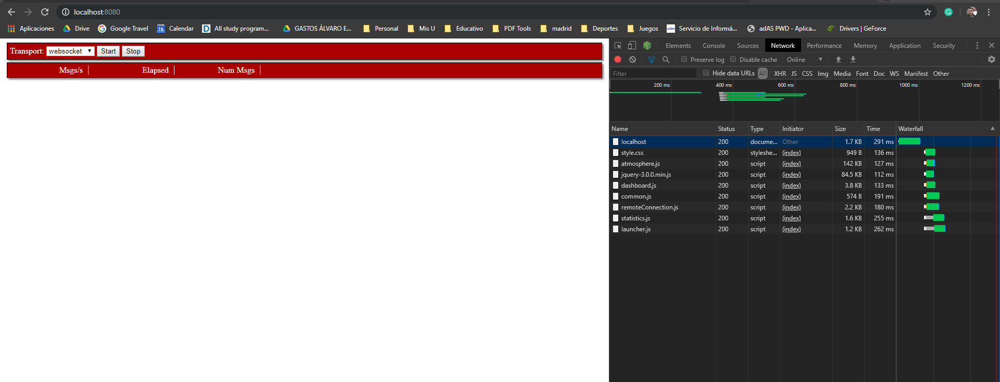 localhost:8080
Aplicaciones Drive Google Travel 16 Calendar D All study program... GASTOS ÁLVARO E... Personal Mis U Educativo PDF Tools madrid Deportes Juegos uc3m Servicio de Informá... adAS PWD - Aplica... Drivers | GeForce
Transport: websocket Start Stop
Msgs/s Elapsed Num Msgs
Elements Console Sources Network Performance Memory Application Security
Preserve log Disable cache Online
Filter Hide data URLs All XHR JS CSS Img Media Font Doc WS Manifest Other
200 ms 400 ms 600 ms 800 ms 1000 ms 1200 ms
Name Status Type Initiator Size Time Waterfall
localhost 200 docume... Other 1.7 KB 291 ms
style.css 200 styleshe... (index) 949 B 136 ms
atmosphere.js 200 script (index) 142 KB 127 ms
jquery-3.0.0.min.js 200 script (index) 84.5 KB 112 ms
dashboard.js 200 script (index) 3.8 KB 133 ms
common.js 200 script (index) 574 B 191 ms
remoteConnection.js 200 script (index) 2.2 KB 180 ms
statistics.js 200 script (index) 1.6 KB 255 ms
launcher.js 200 script (index) 1.2 KB 262 ms